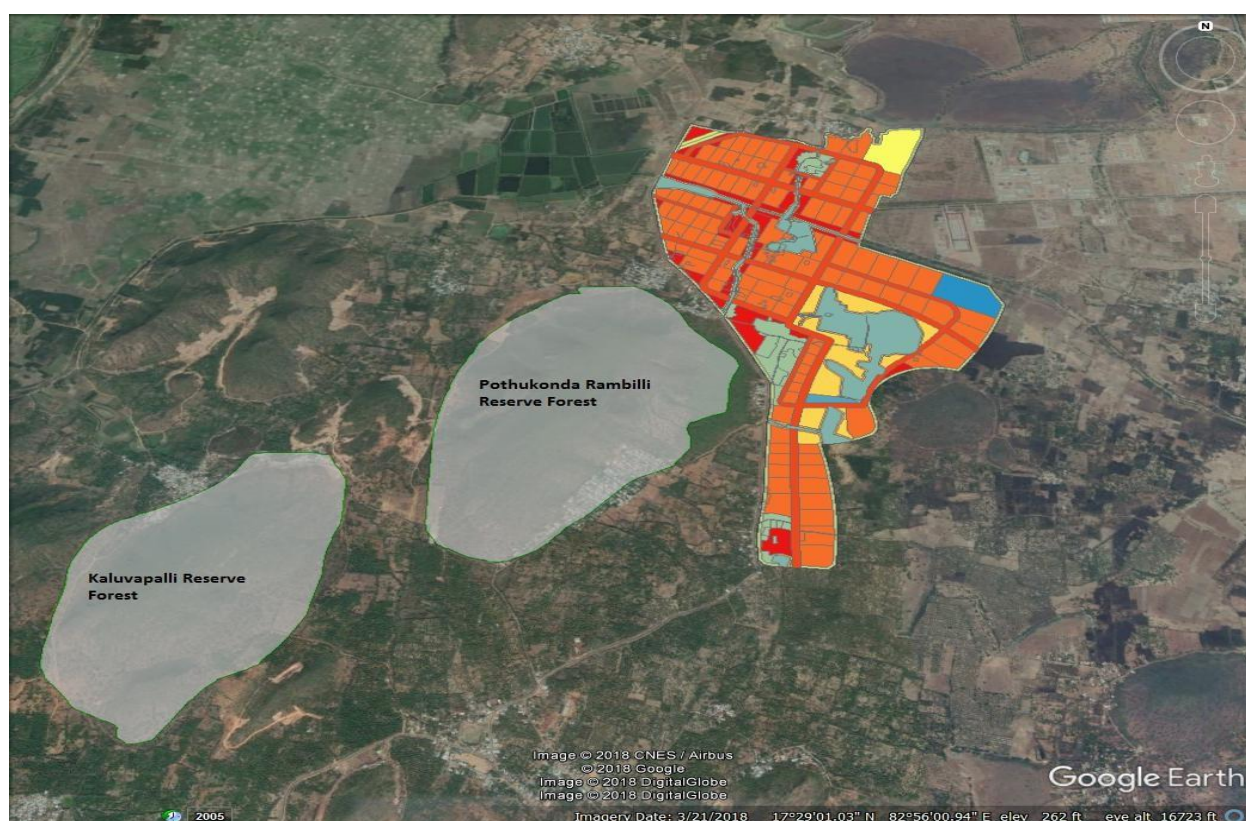 N
Pothukonda Rambilli
Reserve Forest
Kaluvapalli Reserve
Forest
Image © 2018 CNES / Airbus
© 2018 Google
Image © 2018 DigitalGlobe
Image © 2018 DigitalGlobe
Google Earth
2005
Imagery Date: 3/21/2018 17°29'01.03" N 82°56'00.94" E elev 262 ft eye alt 16723 ft